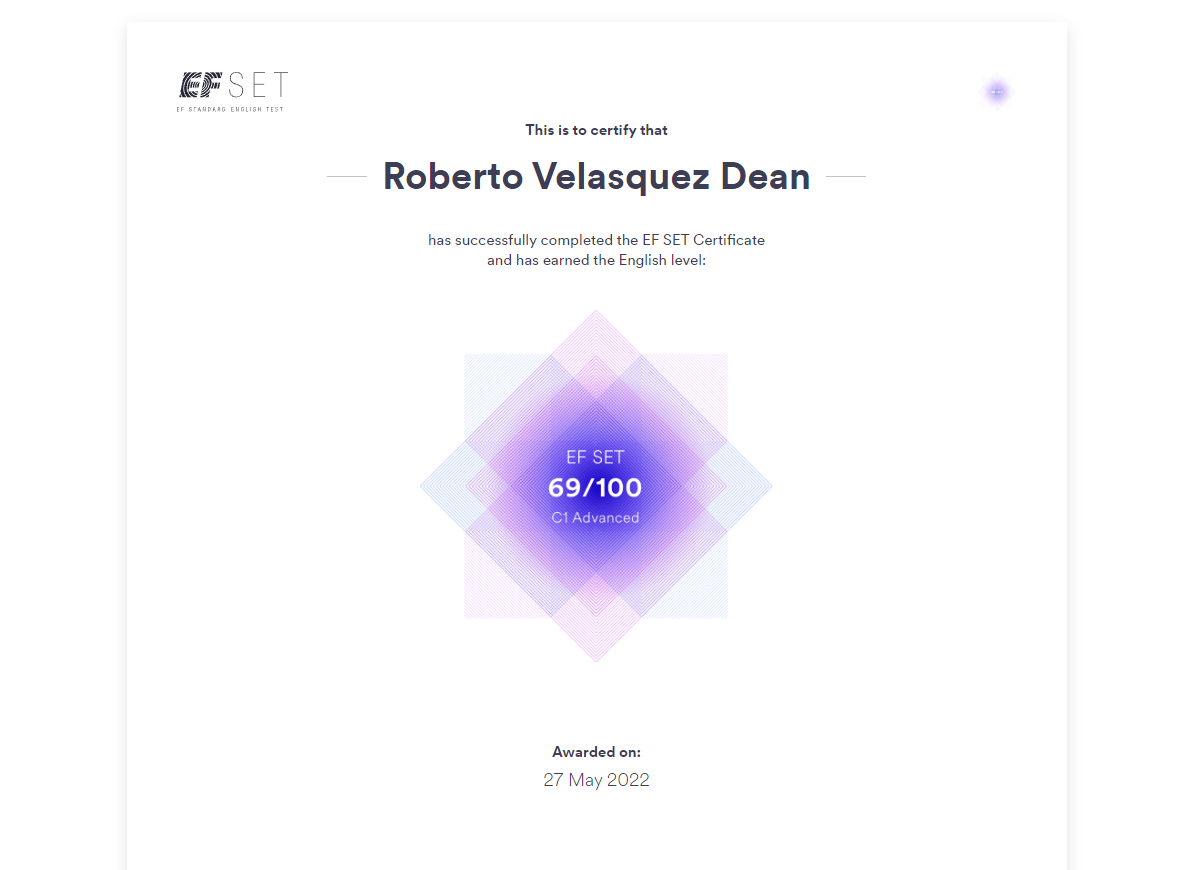 EF SET
EF STANDARD ENGLISH TEST
This is to certify that
Roberto Velasquez Dean
has successfully completed the EF SET Certificate
and has earned the English level:
EF SET
69/100
C1 Advanced
Awarded on:
27 May 2022